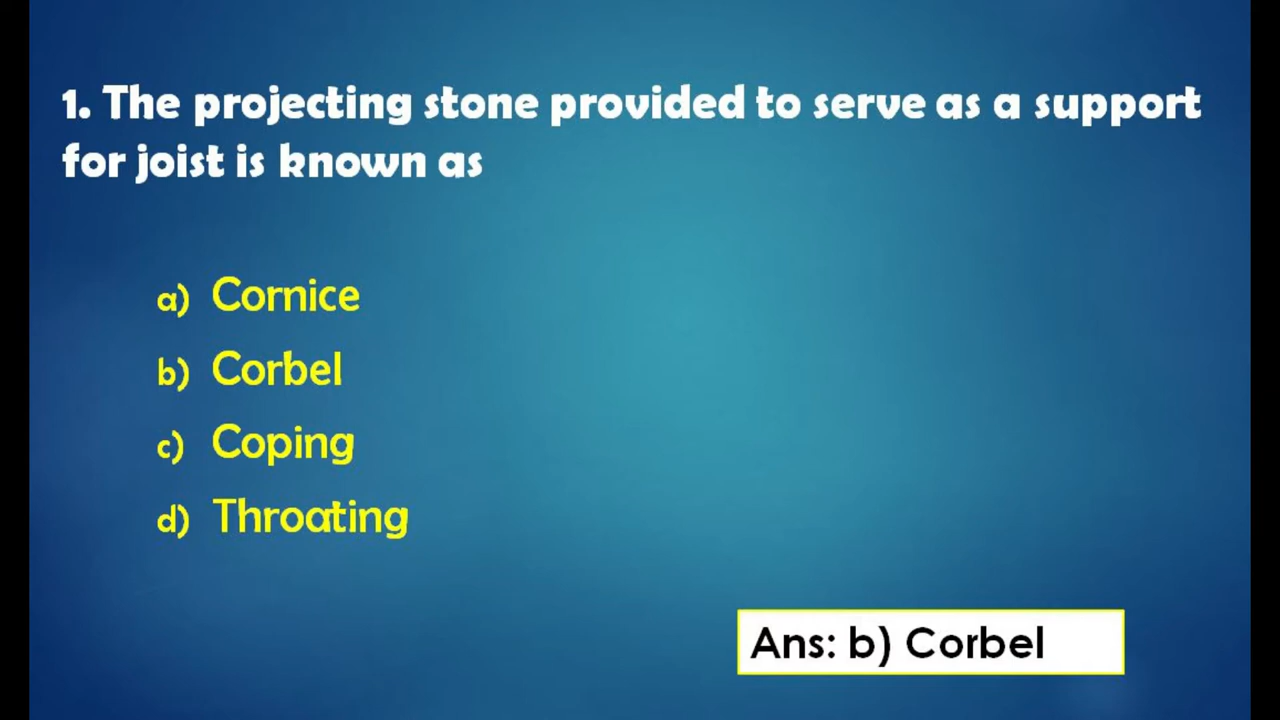 1. The projecting stone provided to serve as a support
for joist is known as
a) Cornice
b) Corbel
c) Coping
d) Throating
Ans: b) Corbel